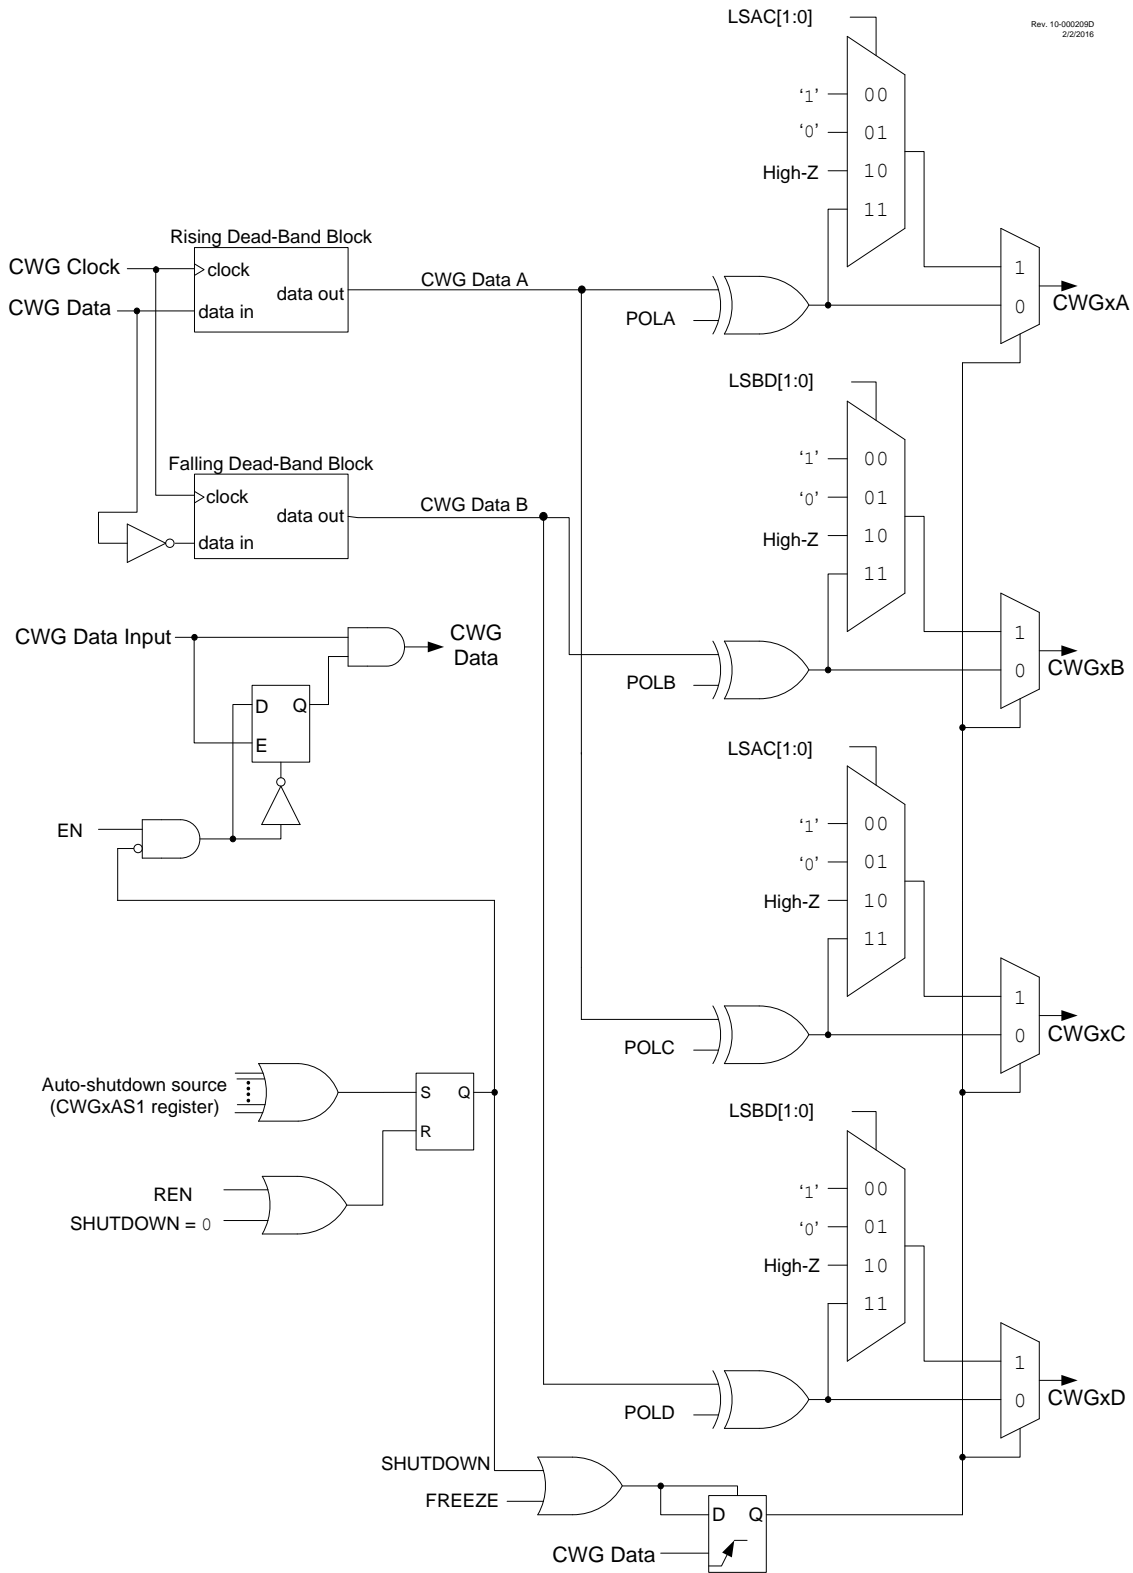 LSAC[1:0]
Rev. 10-000209D
2/2/2016
‘1’ 00
‘0’ 01
High-Z 10
11
Rising Dead-Band Block
CWG Clock
clock
CWG Data
data in
data out
CWG Data A
POLA
1
0
CWGxA
LSBD[1:0]
‘1’ 00
‘0’ 01
High-Z 10
11
Falling Dead-Band Block
clock
data out
data in
CWG Data B
POLB
1
0
CWGxB
CWG Data Input
CWG
Data
D Q
E
EN
LSAC[1:0]
‘1’ 00
‘0’ 01
High-Z 10
11
POLC
1
0
CWGxC
Auto-shutdown source
(CWGxAS1 register)
S Q
R
REN
SHUTDOWN = 0
LSBD[1:0]
‘1’ 00
‘0’ 01
High-Z 10
11
POLD
1
0
CWGxD
SHUTDOWN
FREEZE
D Q
CWG Data